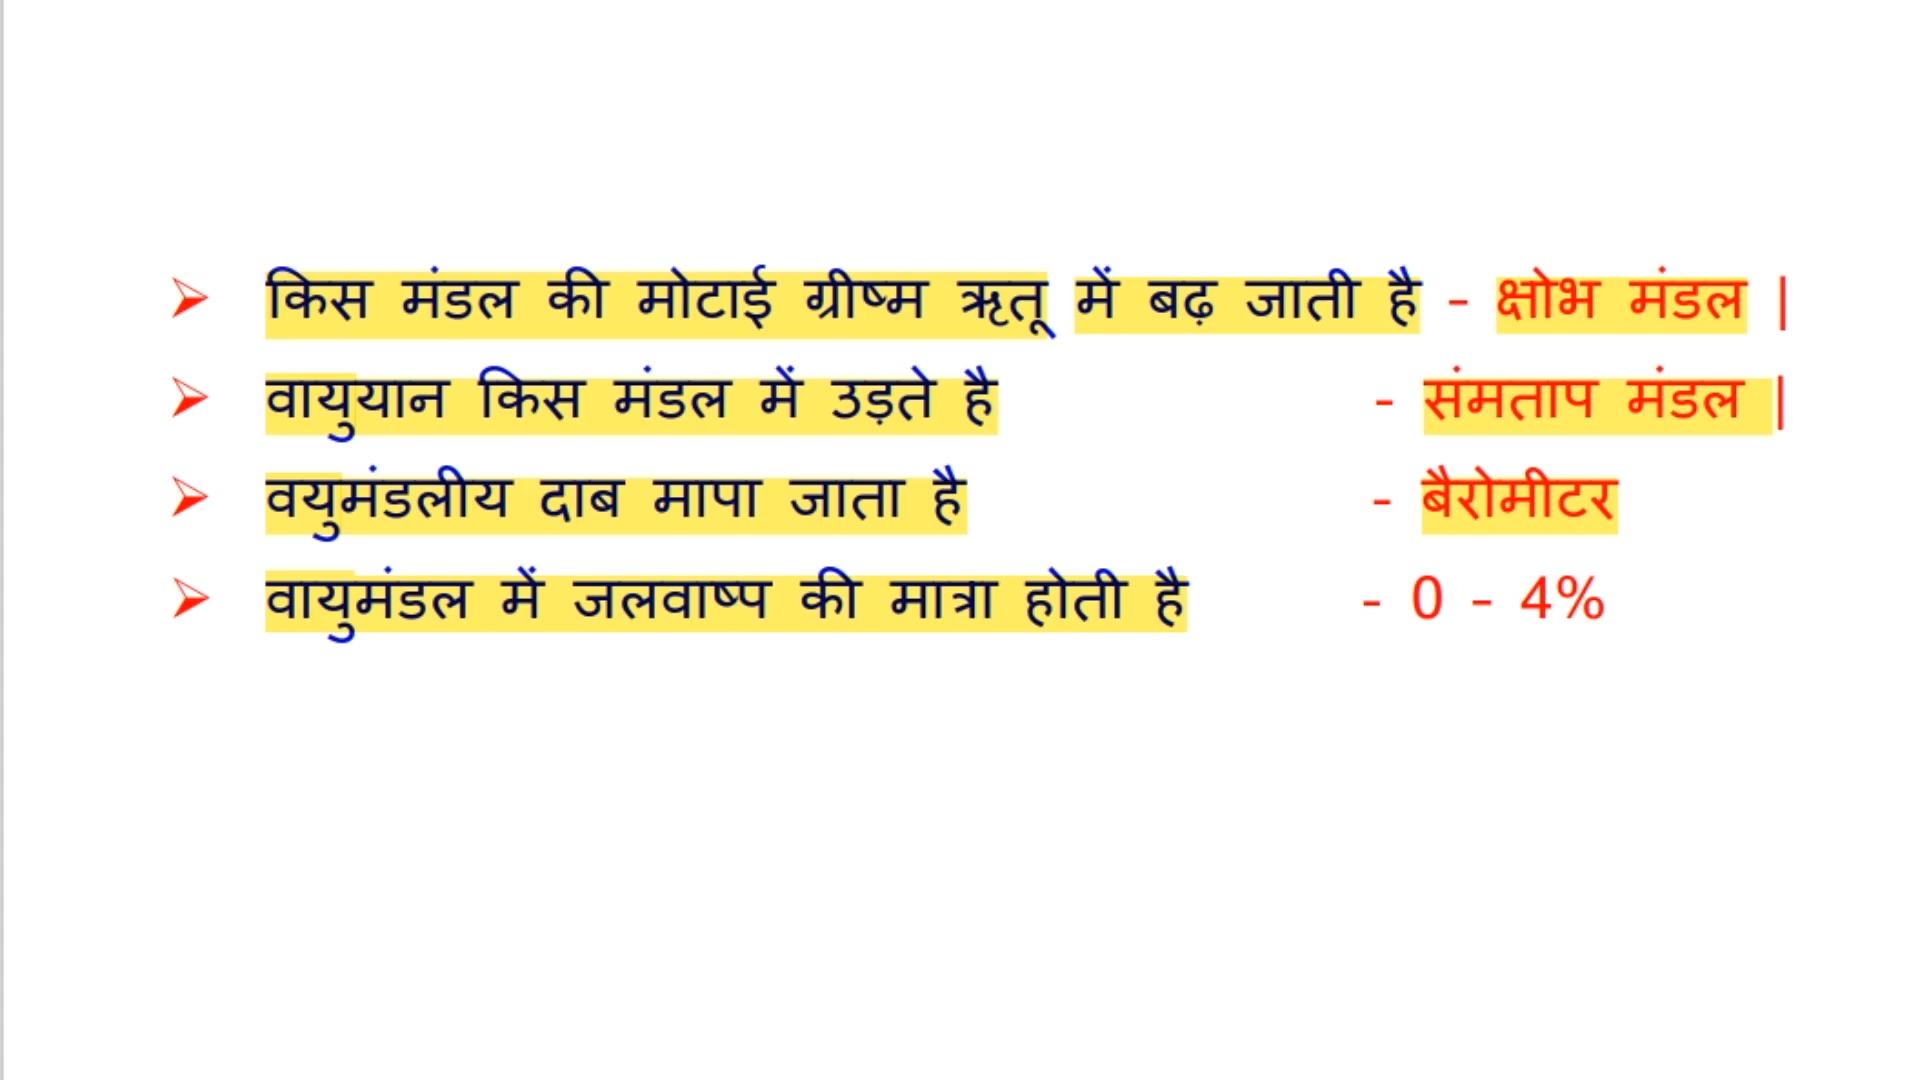 ➢ किस मंडल की मोटाई ग्रीष्म ऋतू में बढ़ जाती है - क्षोभ मंडल |
➢ वायुयान किस मंडल में उड़ते है - संमताप मंडल |
➢ वयुमंडलीय दाब मापा जाता है - बैरोमीटर
➢ वायुमंडल में जलवाष्प की मात्रा होती है - 0 - 4%